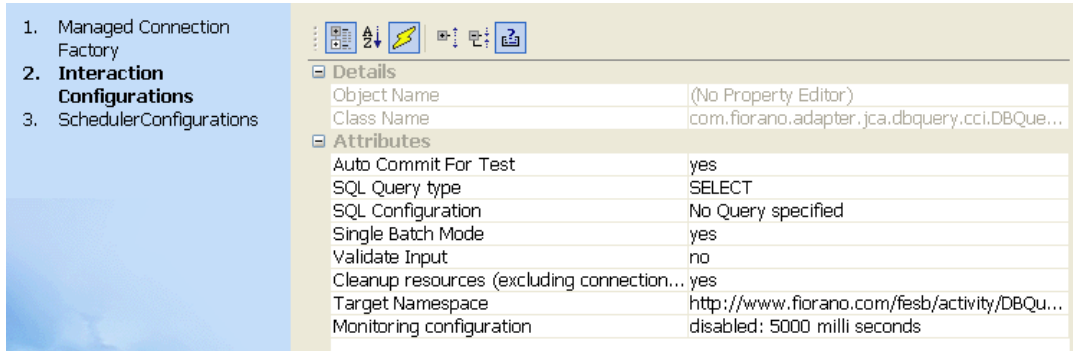 1. Managed Connection
Factory
2. Interaction
Configurations
3. SchedulerConfigurations
Details
Object Name (No Property Editor)
Class Name com.fiorano.adapter.jca.dbquery.cci.DBQue...
Attributes
Auto Commit For Test yes
SQL Query type SELECT
SQL Configuration No Query specified
Single Batch Mode yes
Validate Input no
Cleanup resources (excluding connection... yes
Target Namespace http://www.fiorano.com/fesb/activity/DBQu...
Monitoring configuration disabled: 5000 milli seconds